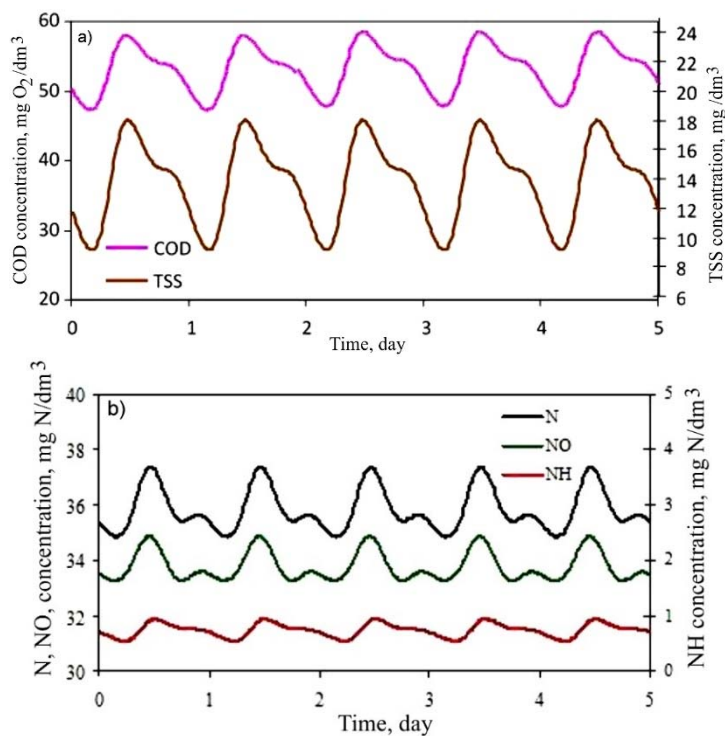 a)
COD concentration, mg O₂/dm³
60
50
40
30
20
TSS concentration, mg /dm³
24
22
20
18
16
14
12
10
8
6
COD
TSS
0 1 2 3 4 5
Time, day
b)
N, NO, concentration, mg N/dm³
40
38
36
34
32
30
NH concentration, mg N/dm³
5
4
3
2
1
0
N
NO
NH
0 1 2 3 4 5
Time, day